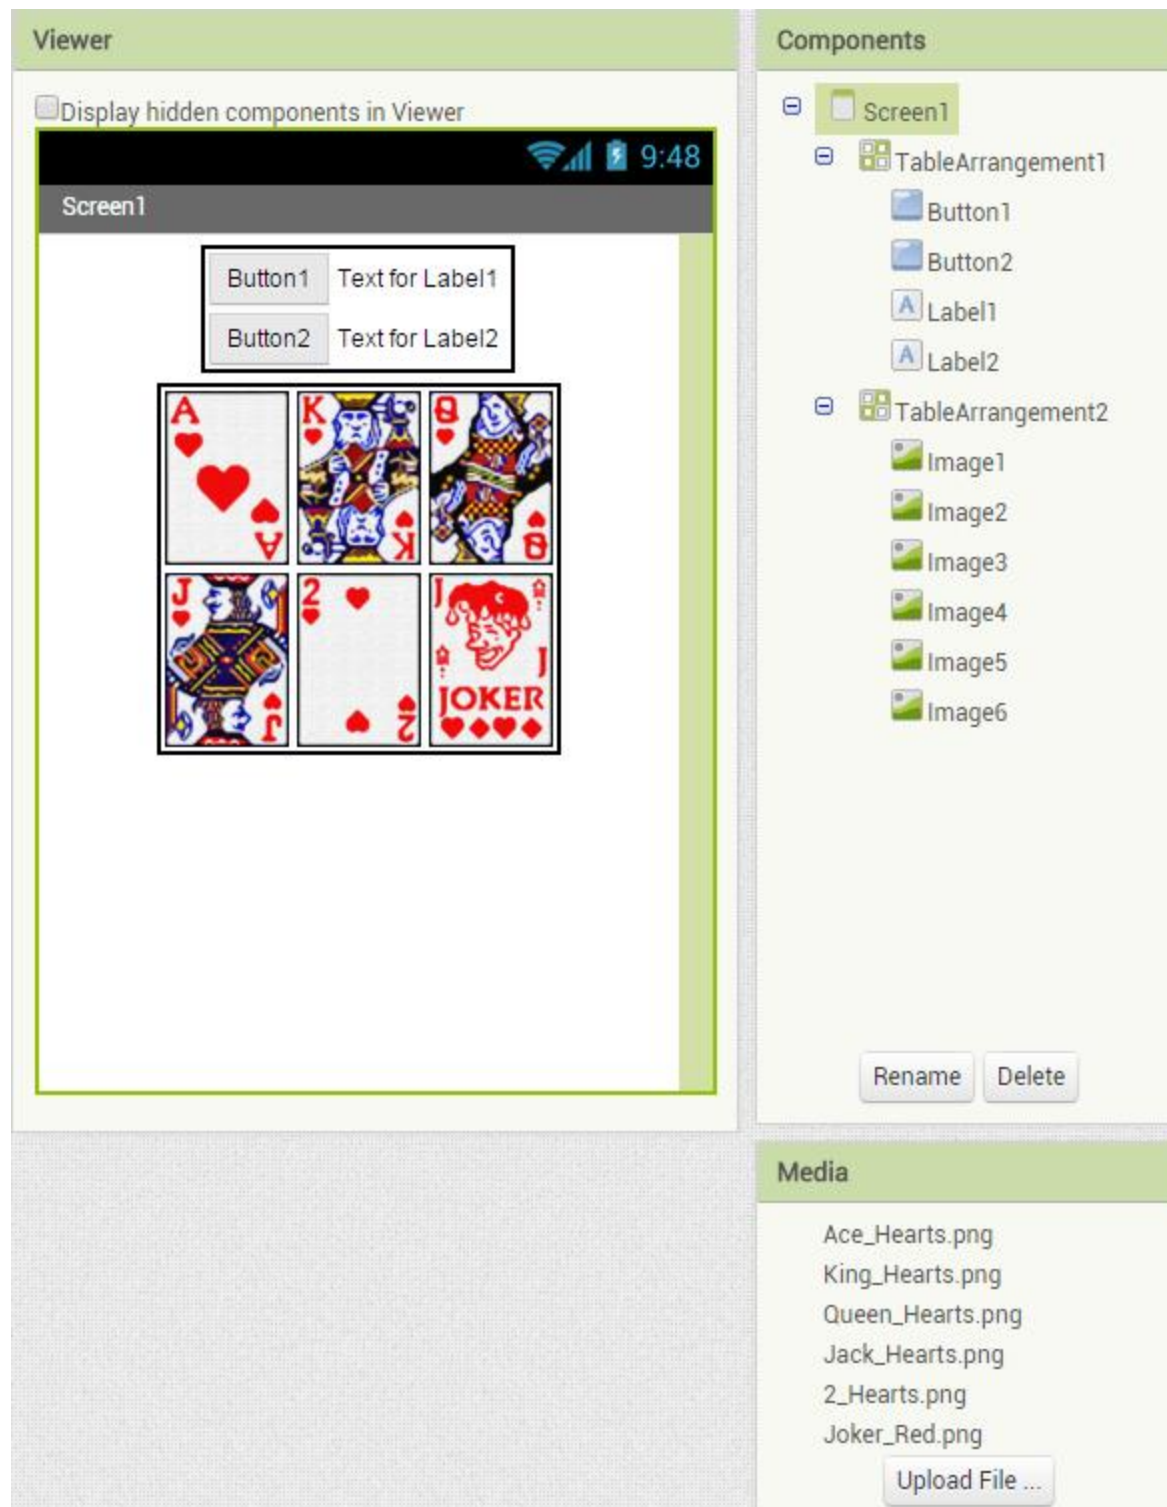 Viewer
Display hidden components in Viewer
9:48
Screen1
Button1 Text for Label1
Button2 Text for Label2
A K Q
A K Q
J 2 J
JOKER
J 2 J
Components
Screen1
TableArrangement1
Button1
Button2
Label1
Label2
TableArrangement2
Image1
Image2
Image3
Image4
Image5
Image6
Rename Delete
Media
Ace_Hearts.png
King_Hearts.png
Queen_Hearts.png
Jack_Hearts.png
2_Hearts.png
Joker_Red.png
Upload File ...